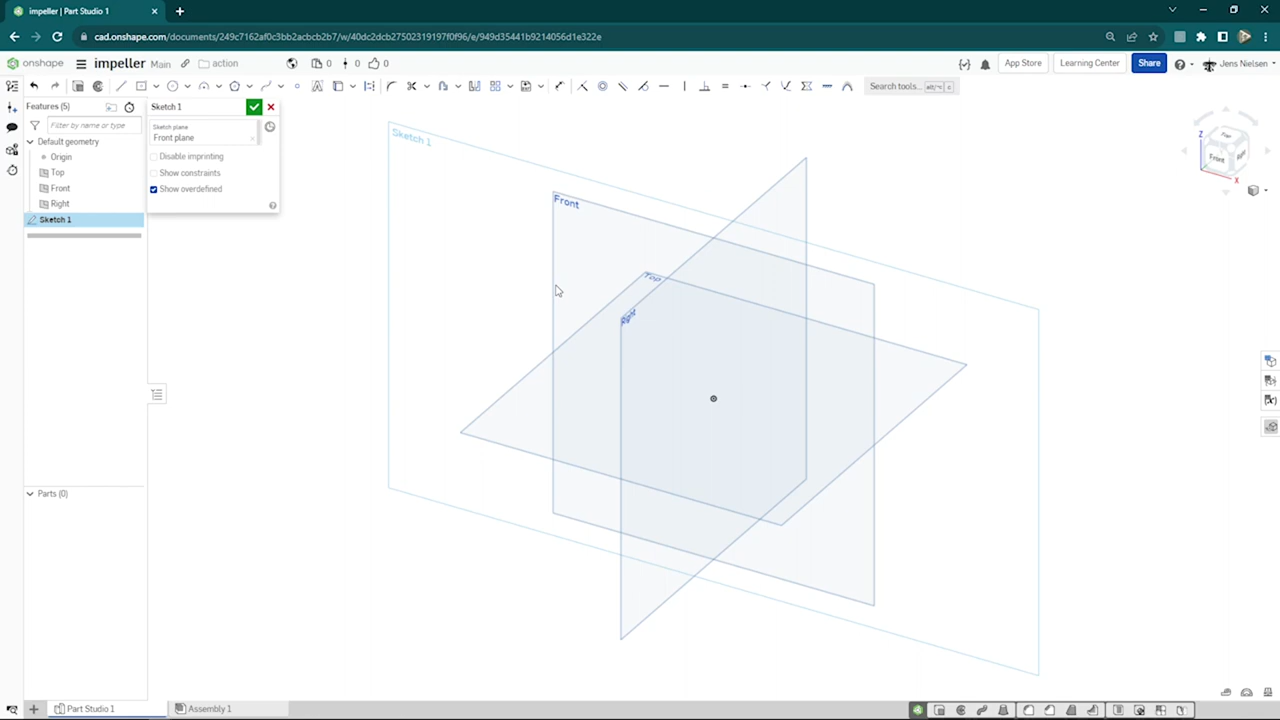 impeller | Part Studio 1
cad.onshape.com/documents/249c7162af0c3bb2acbcb2b7/w/40dc2dcb27502319197f0f96/e/949d35441b9214056d1e322e
onshape
impeller Main
action
0
0
0
App Store
Learning Center
Share
Jens Nielsen
Search tools...
alt/⌥
c
Features (5)
Filter by name or type
Default geometry
Origin
Top
Front
Right
Sketch 1
Sketch 1
Sketch plane
Front plane
Disable imprinting
Show constraints
Show overdefined
Sketch 1
Front
Top
Right
Z
Front
Right
X
Parts (0)
Part Studio 1
Assembly 1